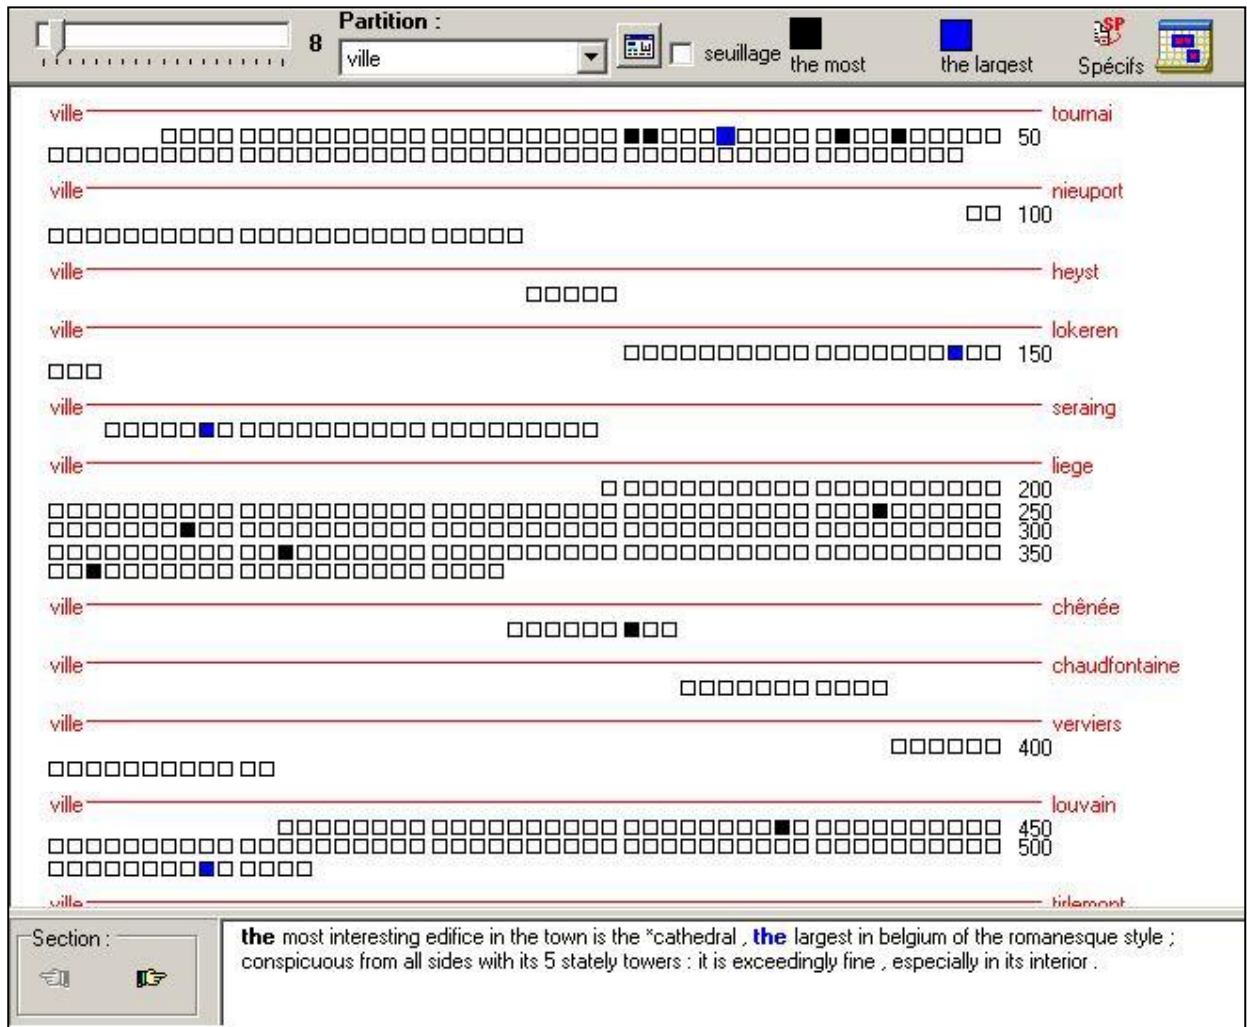 Partition :
8
ville
seuillage
the most
the largest
SP
Spécifs
ville tournai
50
ville nieuport
100
ville heyst
ville lokeren
150
ville seraing
ville liege
200
250
300
350
ville chênée
ville chaudfontaine
ville verviers
400
ville louvain
450
500
ville tirlemont
Section :
the most interesting edifice in the town is the *cathedral , the largest in belgium of the romanesque style ;
conspicuous from all sides with its 5 stately towers : it is exceedingly fine , especially in its interior .